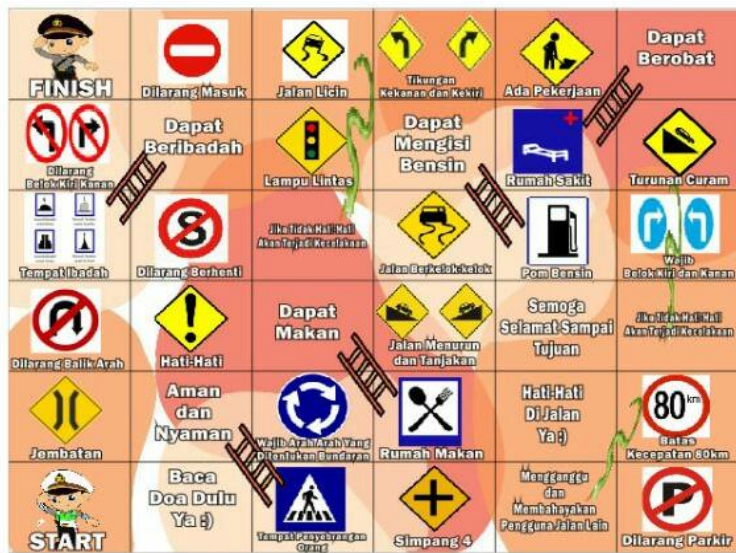 FINISH
Dilarang Masuk
Jalan Licin
Tikungan
Kekanan dan Kekiri
Ada Pekerjaan
Dapat
Berobat
Dilarang
Belok Kiri Kanan
Dapat
Beribadah
Lampu Lintas
Dapat
Mengisi
Bensin
Rumah Sakit
Turunan Curam
Tempat Ibadah
S
Dilarang Berhenti
Jika Tidak Hati-Hati
Akan Terjadi Kecelakaan
Jalan Berkelok-kelok
Pom Bensin
Wajib
Belok Kiri dan Kanan
Dilarang Balik Arah
Hati-Hati
Dapat
Makan
Jalan Menurun
dan Tanjakan
Semoga
Selamat Sampai
Tujuan
Jika Tidak Hati-Hati
Akan Terjadi Kecelakaan
Jembatan
Aman
dan
Nyaman
Wajib Arah Arah Yang
Ditentukan Bundaran
Rumah Makan
Hati-Hati
Di Jalan
Ya :)
80 km
Batas
Kecepatan 80km
START
Baca
Doa Dulu
Ya :)
Tempat Penyebrangan
Orang
Simpang 4
Mengganggu
dan
Membahayakan
Pengguna Jalan Lain
P
Dilarang Parkir